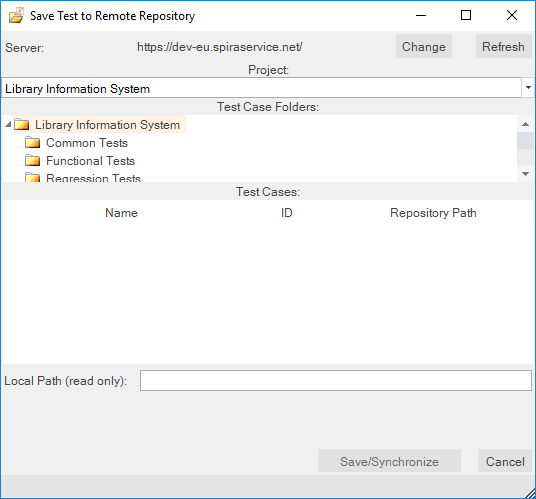 Save Test to Remote Repository
Server: https://dev-eu.spiraservice.net/ Change Refresh
Project:
Library Information System
Test Case Folders:
Library Information System
Common Tests
Functional Tests
Regression Tests
Test Cases:
Name ID Repository Path
Local Path (read only):
Save/Synchronize Cancel